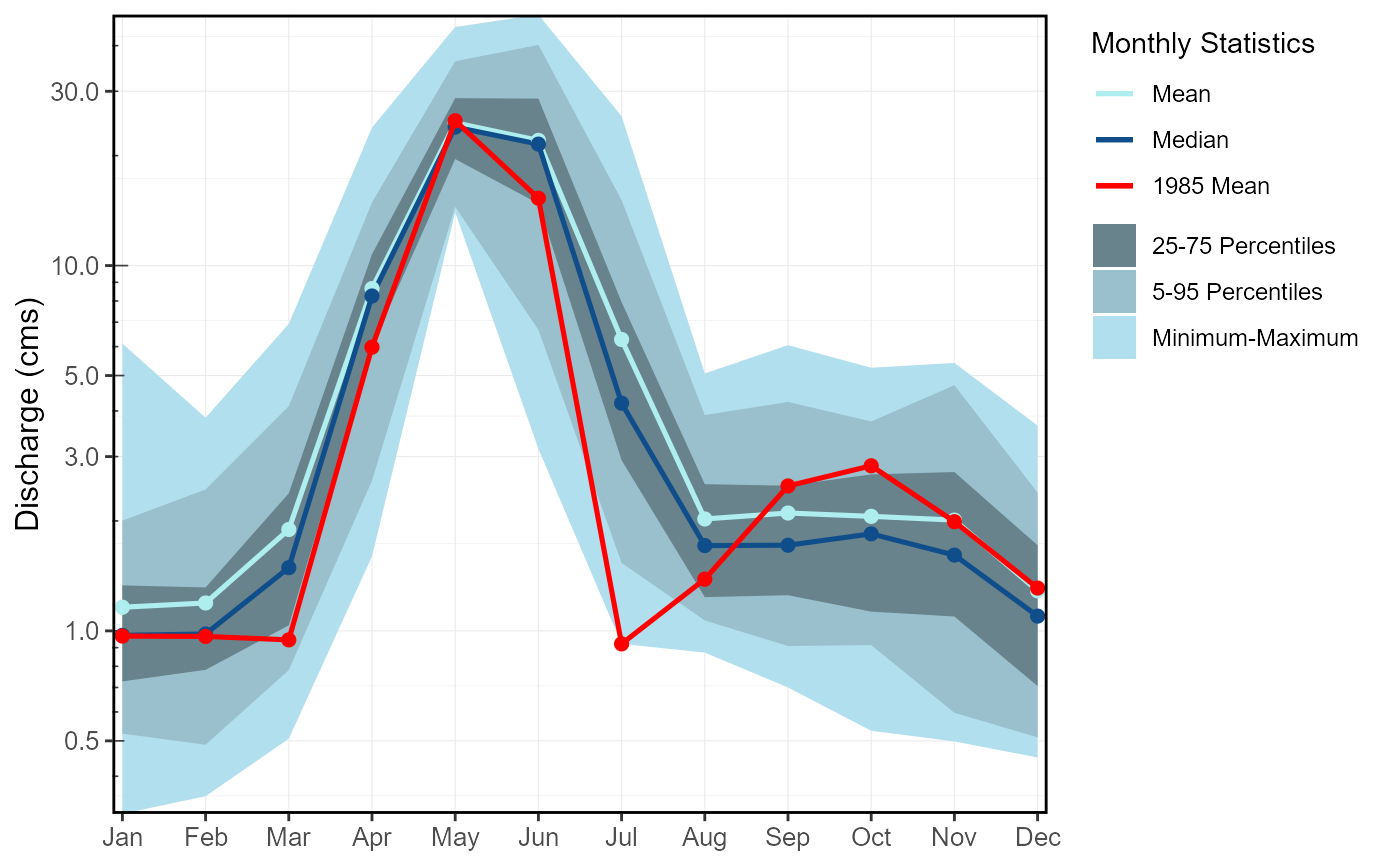 Discharge (cms)
30.0
10.0
5.0
3.0
1.0
0.5
Jan Feb Mar Apr May Jun Jul Aug Sep Oct Nov Dec
Monthly Statistics
Mean
Median
1985 Mean
25-75 Percentiles
5-95 Percentiles
Minimum-Maximum